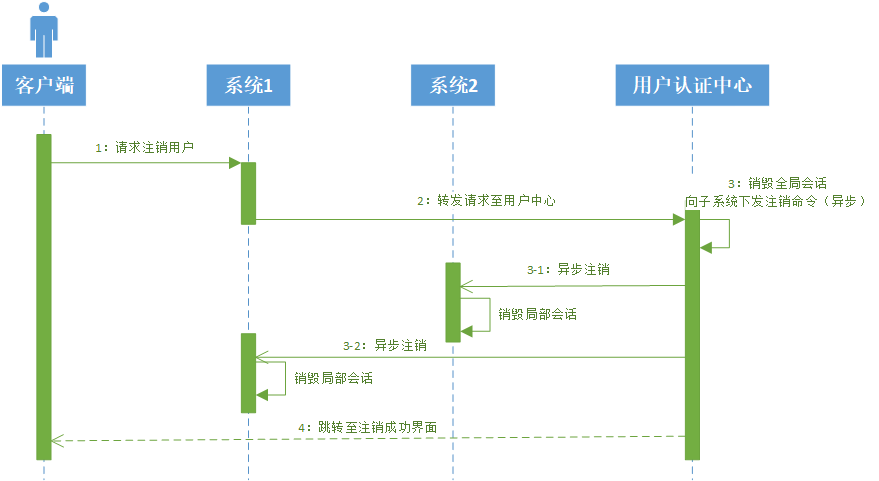 客户端
系统1
系统2
用户认证中心
1：请求注销用户
3：销毁全局会话
向子系统下发注销命令（异步）
2：转发请求至用户中心
3-1：异步注销
销毁局部会话
3-2：异步注销
销毁局部会话
4：跳转至注销成功界面